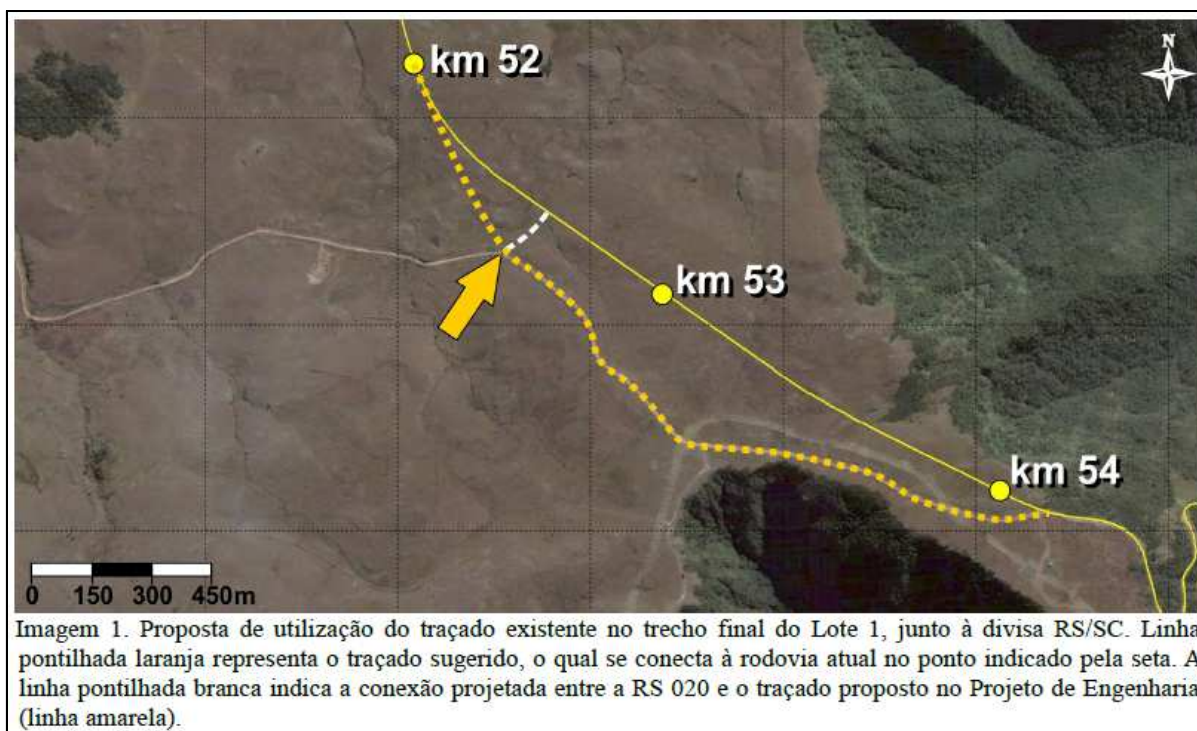 N
km 52
km 53
km 54
0 150 300 450m
Imagem 1. Proposta de utilização do traçado existente no trecho final do Lote 1, junto à divisa RS/SC. Linha
pontilhada laranja representa o traçado sugerido, o qual se conecta à rodovia atual no ponto indicado pela seta. A
linha pontilhada branca indica a conexão projetada entre a RS 020 e o traçado proposto no Projeto de Engenharia
(linha amarela).